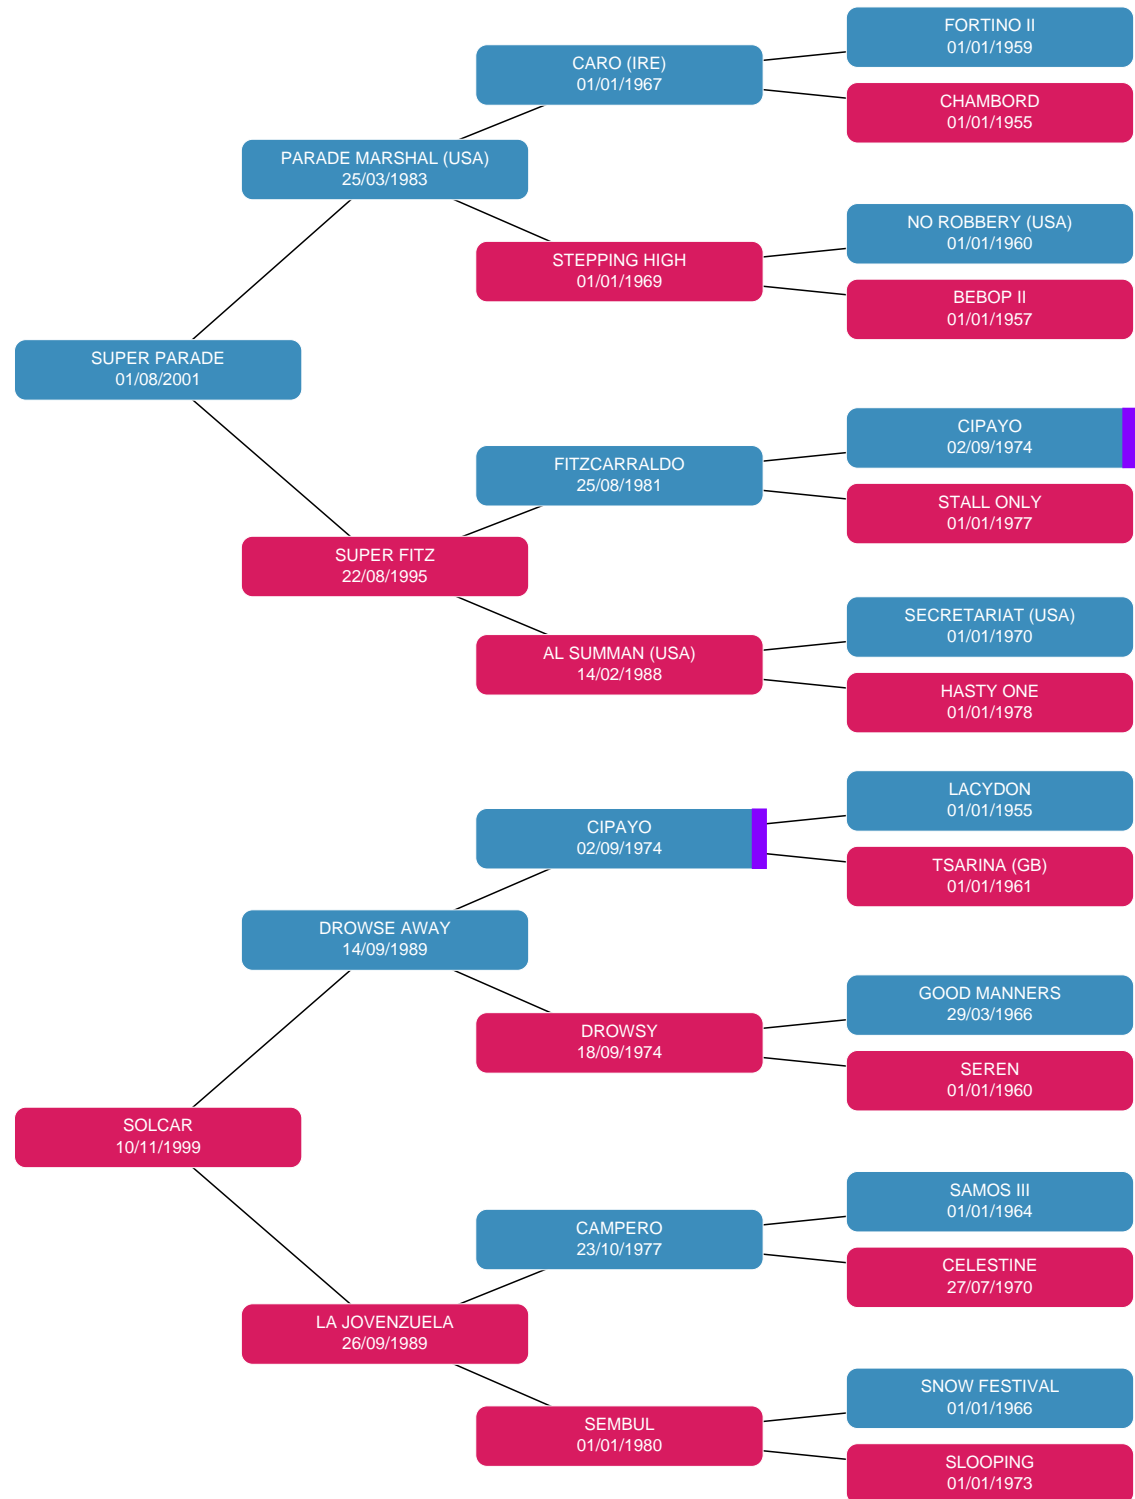 FORTINO II
01/01/1959
CARO (IRE)
01/01/1967
CHAMBORD
01/01/1955
PARADE MARSHAL (USA)
25/03/1983
NO ROBBERY (USA)
01/01/1960
STEPPING HIGH
01/01/1969
BEBOP II
01/01/1957
SUPER PARADE
01/08/2001
CIPAYO
02/09/1974
FITZCARRALDO
25/08/1981
STALL ONLY
01/01/1977
SUPER FITZ
22/08/1995
SECRETARIAT (USA)
01/01/1970
AL SUMMAN (USA)
14/02/1988
HASTY ONE
01/01/1978
LACYDON
01/01/1955
CIPAYO
02/09/1974
TSARINA (GB)
01/01/1961
DROWSE AWAY
14/09/1989
GOOD MANNERS
29/03/1966
DROWSY
18/09/1974
SEREN
01/01/1960
SOLCAR
10/11/1999
SAMOS III
01/01/1964
CAMPERO
23/10/1977
CELESTINE
27/07/1970
LA JOVENZUELA
26/09/1989
SNOW FESTIVAL
01/01/1966
SEMBUL
01/01/1980
SLOOPING
01/01/1973